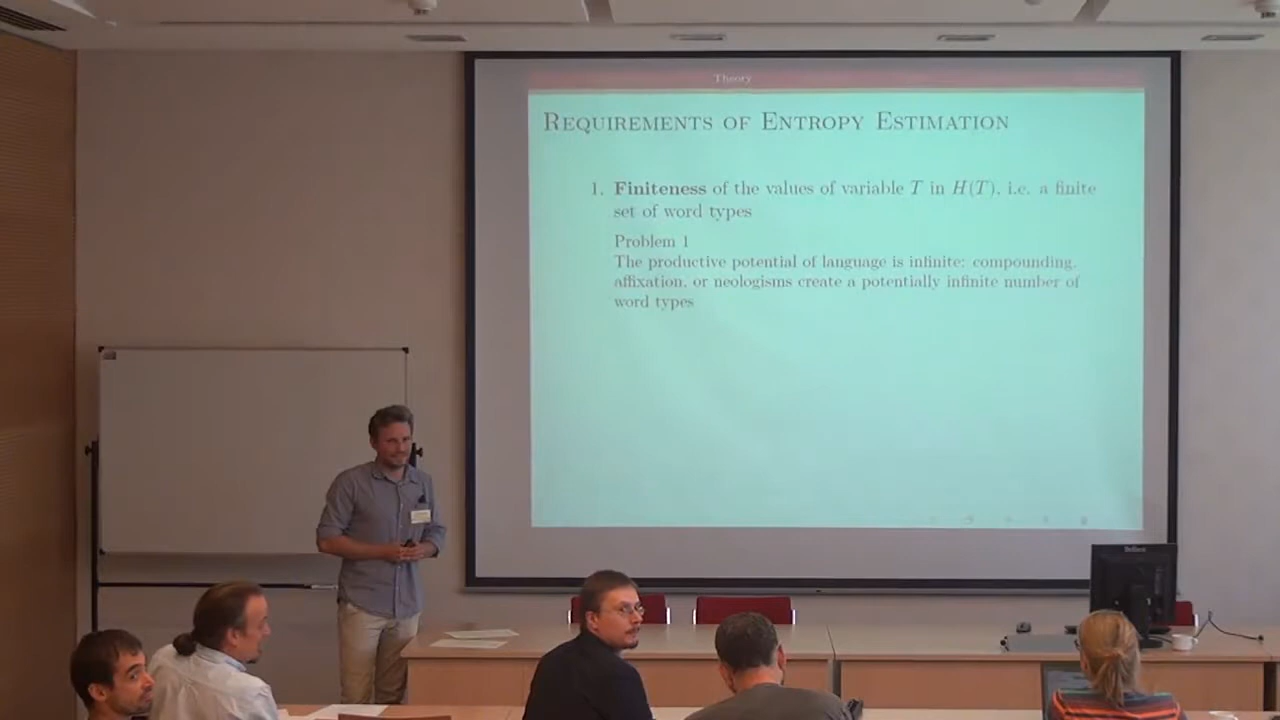 Theory
REQUIREMENTS OF ENTROPY ESTIMATION
1. Finiteness of the values of variable T in H(T), i.e. a finite
set of word types
Problem 1
The productive potential of language is infinite: compounding,
affixation, or neologisms create a potentially infinite number of
word types